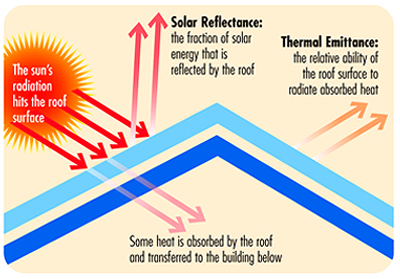 Solar Reflectance:
the fraction of solar
energy that is
reflected by the roof
Thermal Emittance:
the relative ability of
the roof surface to
radiate absorbed heat
The sun's
radiation
hits the roof
surface
Some heat is absorbed by the roof
and transferred to the building below